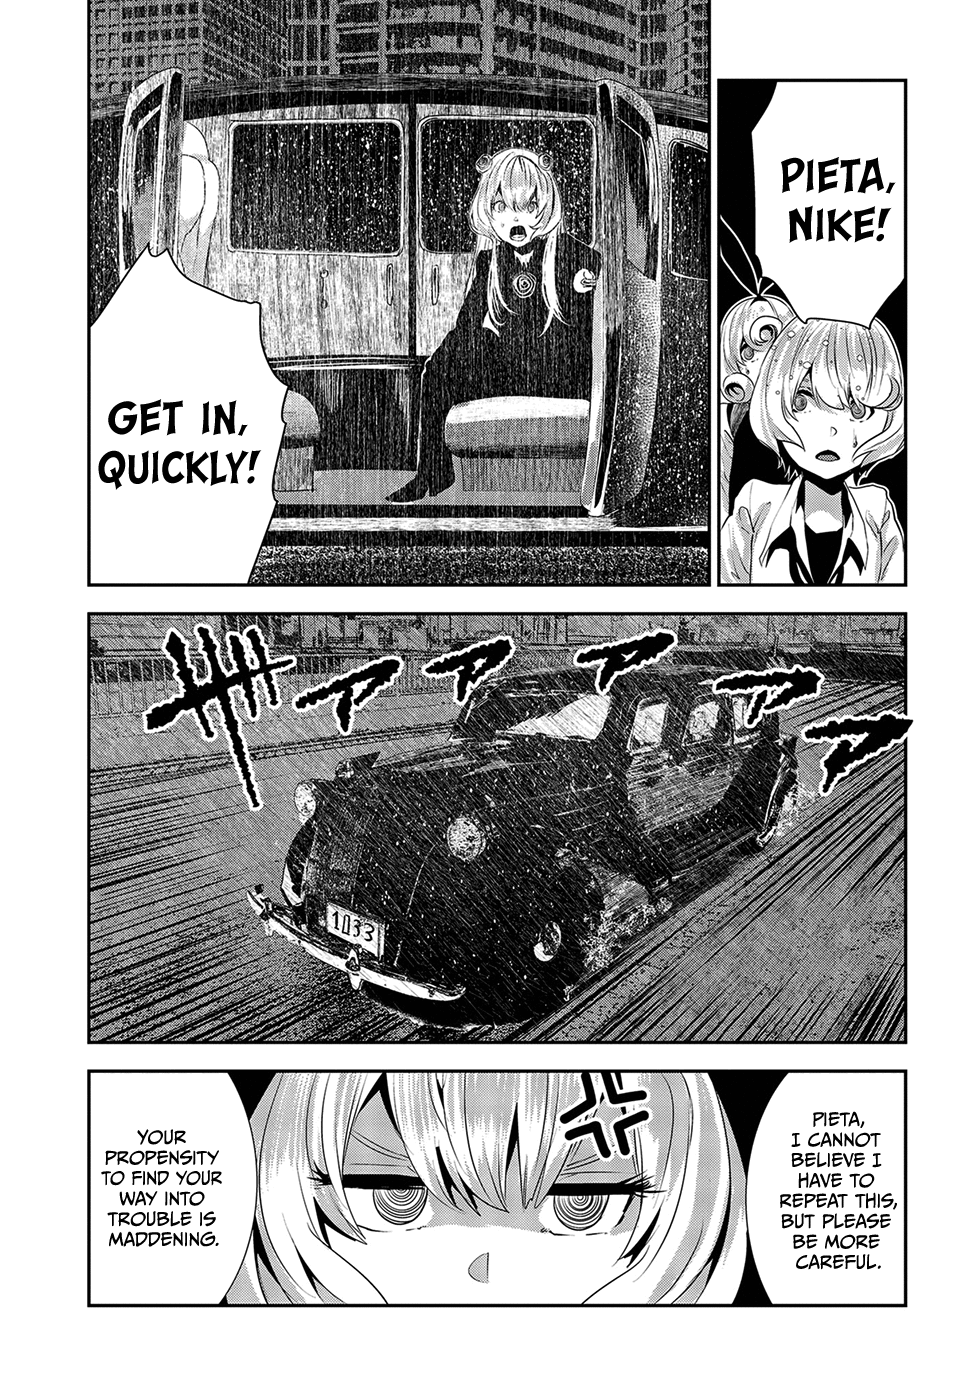 PIETA,
NIKE!
GET IN,
QUICKLY!
ザァァァァァ
1033
PIETA,
I CANNOT
BELIEVE I
HAVE TO
REPEAT THIS,
BUT PLEASE
BE MORE
CAREFUL.
YOUR
PROPENSITY
TO FIND YOUR
WAY INTO
TROUBLE IS
MADDENING.